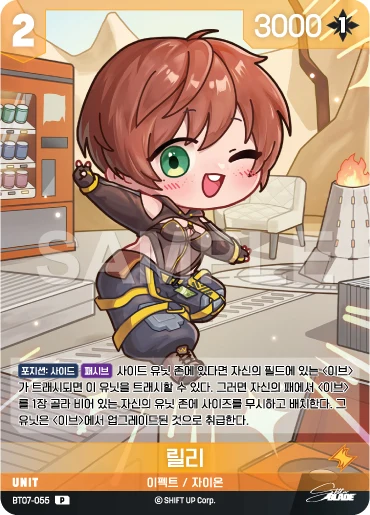 2
3000 1
SAMPLE
포지션: 사이드 패시브 사이드 유닛 존에 있다면 자신의 필드에 있는 <이브>
가 트래시되면 이 유닛을 트래시할 수 있다. 그러면 자신의 패에서 <이브>
를 1장 골라 비어 있는 자신의 유닛 존에 사이즈를 무시하고 배치한다. 그
유닛은 <이브>에서 업그레이드된 것으로 취급한다.
릴리
UNIT
이펙트 / 자이온
BT07-055 P
© SHIFT UP Corp.
Stellar BLADE